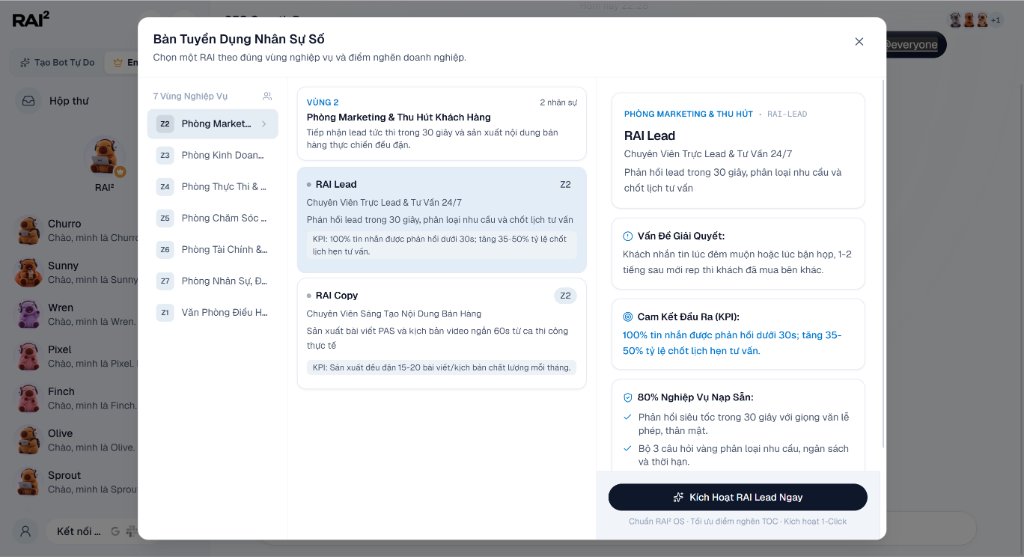 RAI²
Hôm nay 22:28
+1
@everyone
Tạo Bot Tự Do
Hộp thư
RAI²
Churro
Chào, mình là Churro
Sunny
Chào, mình là Sunny
Wren
Chào, mình là Wren.
Pixel
Chào, mình là Pixel.
Finch
Chào, mình là Finch.
Olive
Chào, mình là Olive.
Sprout
Chào, mình là Sprou
Kết nối ...
Bàn Tuyển Dụng Nhân Sự Số
Chọn một RAI theo đúng vùng nghiệp vụ và điểm nghẽn doanh nghiệp.
7 Vùng Nghiệp Vụ
Z2 Phòng Market...
Z3 Phòng Kinh Doan...
Z4 Phòng Thực Thi & ...
Z5 Phòng Chăm Sóc ...
Z6 Phòng Tài Chính &...
Z7 Phòng Nhân Sự, Đ...
Z1 Văn Phòng Điều H...
VÙNG 2 2 nhân sự
Phòng Marketing & Thu Hút Khách Hàng
Tiếp nhận lead tức thì trong 30 giây và sản xuất nội dung bán
hàng thực chiến đều đặn.
RAI Lead Z2
Chuyên Viên Trực Lead & Tư Vấn 24/7
Phản hồi lead trong 30 giây, phân loại nhu cầu và chốt lịch tư vấn
KPI: 100% tin nhắn được phản hồi dưới 30s; tăng 35-50% tỷ lệ chốt
lịch hẹn tư vấn.
RAI Copy Z2
Chuyên Viên Sáng Tạo Nội Dung Bán Hàng
Sản xuất bài viết PAS và kịch bản video ngắn 60s từ ca thi công
thực tế
KPI: Sản xuất đều đặn 15-20 bài viết/kịch bản chất lượng mỗi tháng.
PHÒNG MARKETING & THU HÚT • RAI-LEAD
RAI Lead
Chuyên Viên Trực Lead & Tư Vấn 24/7
Phản hồi lead trong 30 giây, phân loại nhu cầu và
chốt lịch tư vấn
Vấn Đề Giải Quyết:
Khách nhắn tin lúc đêm muộn hoặc lúc bận họp, 1-2
tiếng sau mới rep thì khách đã mua bên khác.
Cam Kết Đầu Ra (KPI):
100% tin nhắn được phản hồi dưới 30s; tăng 35-
50% tỷ lệ chốt lịch hẹn tư vấn.
80% Nghiệp Vụ Nạp Sẵn:
Phản hồi siêu tốc trong 30 giây với giọng văn lễ
phép, thân mật.
Bộ 3 câu hỏi vàng phân loại nhu cầu, ngân sách
và thời hạn.
Kích Hoạt RAI Lead Ngay
Chuẩn RAI² OS · Tối ưu điểm nghẽn TOC · Kích hoạt 1-Click